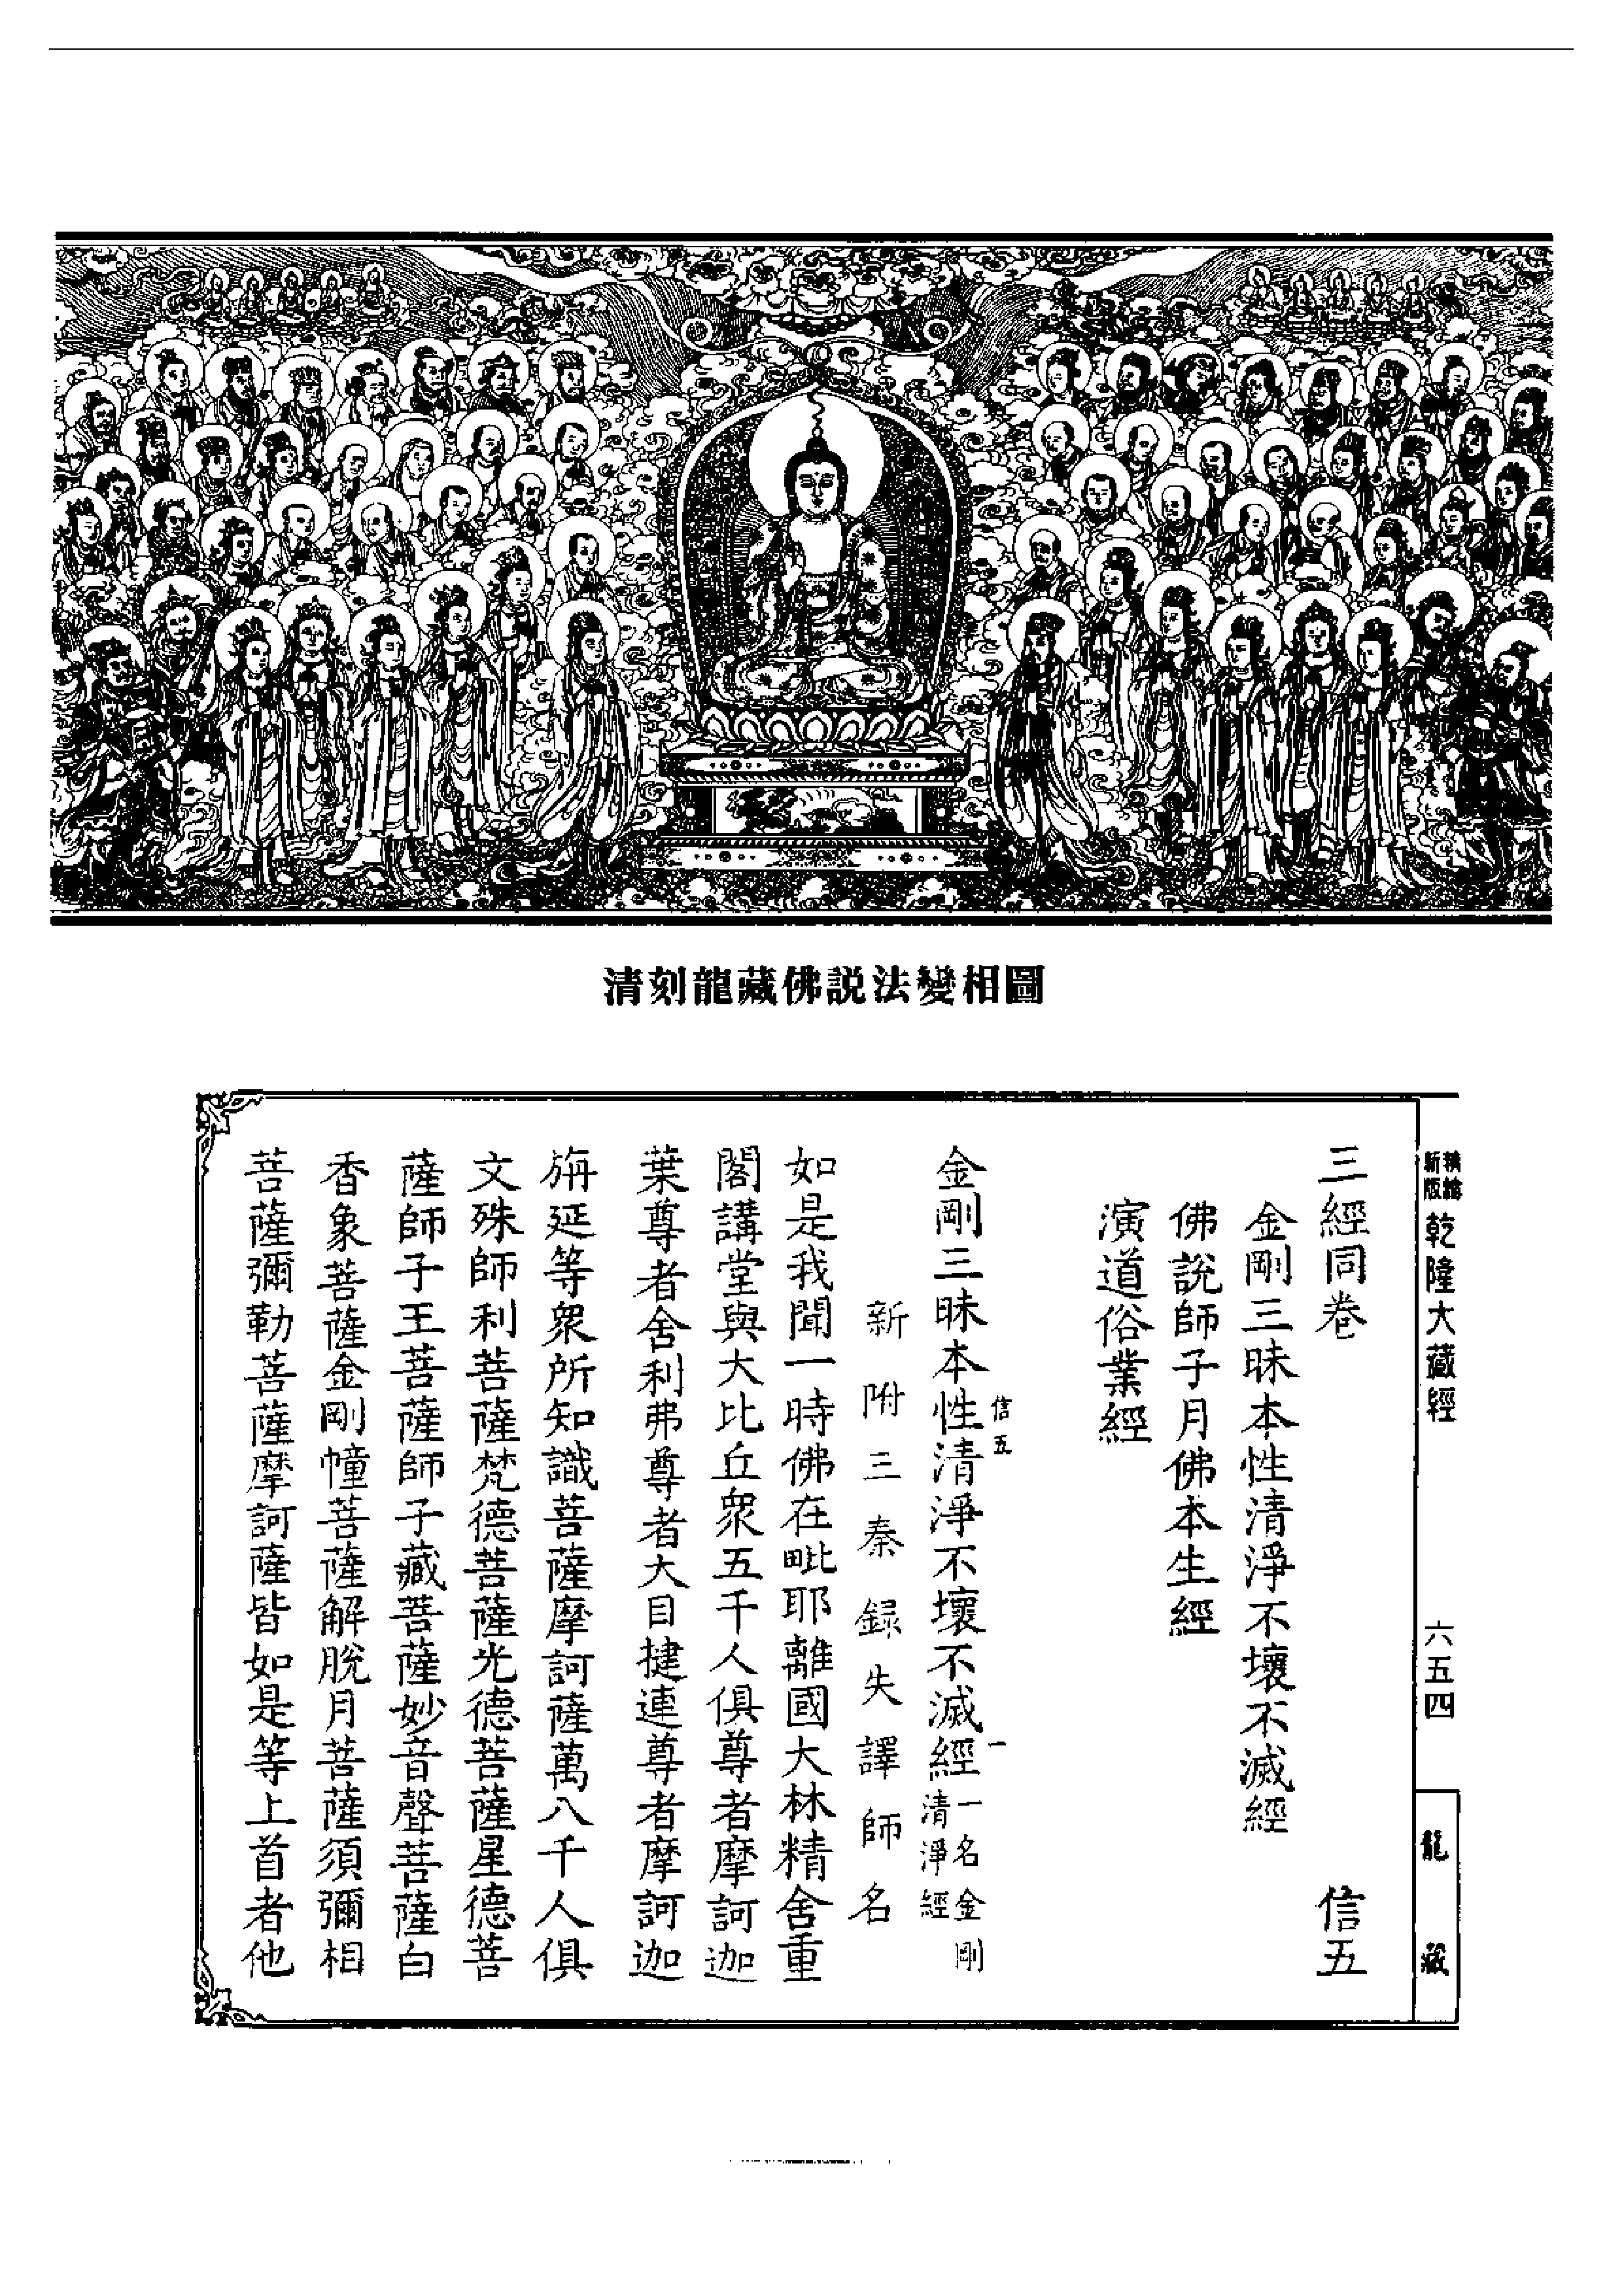 清刻龍藏佛説法變相圖
新版
乾隆大藏經
六五四
龍藏
三經同卷 信五
金剛三昧本性清淨不壞不滅經
佛説師子月佛本生經
演道俗業經
信五 一
金剛三昧本性清淨不壞不滅經 一名金剛清淨經
新附三秦録失譯師名
如是我聞一時佛在毗耶離國大林精舍重
閣講堂與大比丘衆五千人俱尊者摩訶迦
葉尊者舍利弗尊者大目揵連尊者摩訶迦
旃延等衆所知識菩薩摩訶薩萬八千人俱
文殊師利菩薩梵德菩薩光德菩薩星德菩
薩師子王菩薩師子藏菩薩妙音聲菩薩白
香象菩薩金剛幢菩薩解脫月菩薩須彌相
菩薩彌勒菩薩摩訶薩皆如是等上首者他